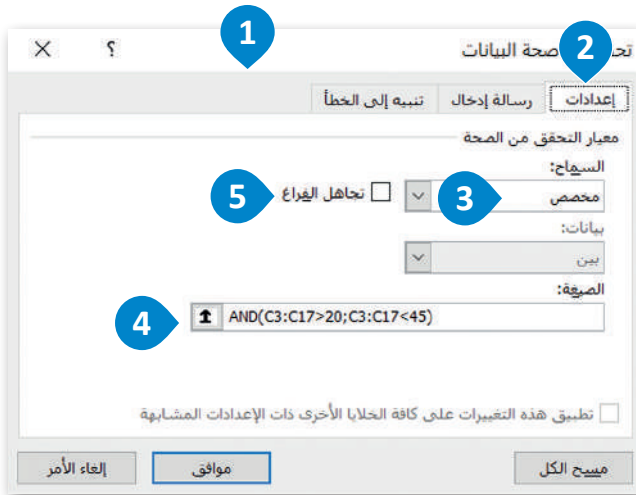 1
2
صحة البيانات
؟
إعدادات
رسالة إدخال
تنبيه إلى الخطأ
معيار التحقق من الصحة
السماح:
مخصص
3
تجاهل الفراغ
5
بيانات:
بين
الصيغة:
AND(C3:C17>20;C3:C17<45)
4
تطبيق هذه التغييرات على كافة الخلايا الأخرى ذات الإعدادات المشابهة
مسح الكل
موافق
إلغاء الأمر